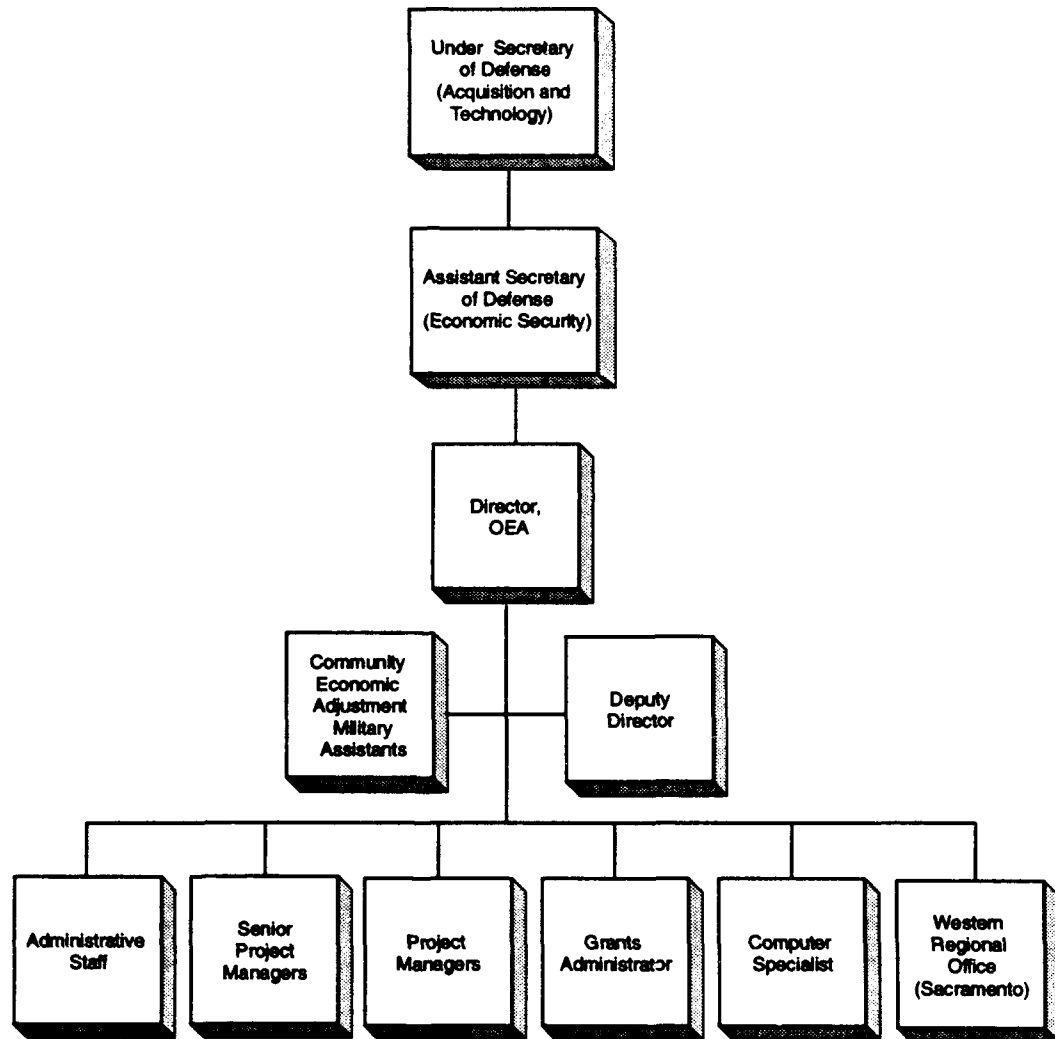 Under Secretary
of Defense
(Acquisition and
Technology)
Assistant Secretary
of Defense
(Economic Security)
Director,
OEA
Community
Economic
Adjustment
Military
Assistants
Deputy
Director
Administrative
Staff
Senior
Project
Managers
Project
Managers
Grants
Administrator
Computer
Specialist
Western
Regional
Office
(Sacramento)